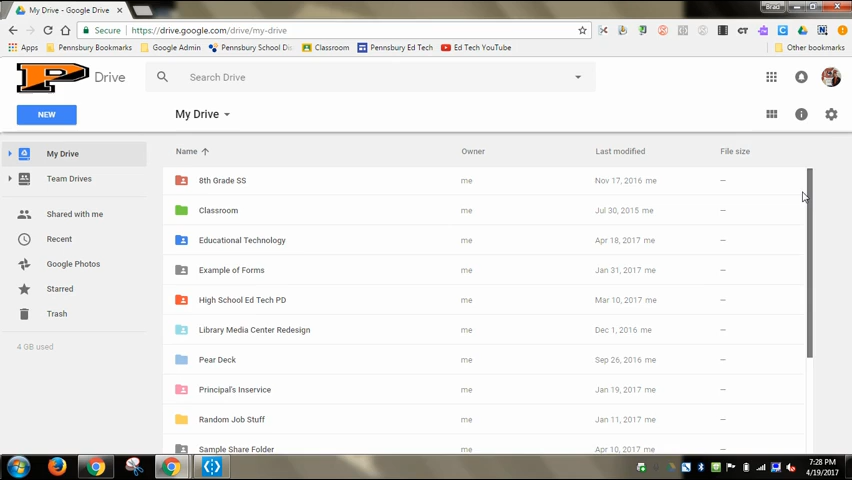 My Drive - Google Drive
Brad
Secure https://drive.google.com/drive/my-drive
Apps Pennsbury Bookmarks Google Admin Pennsbury School Dis Classroom Pennsbury Ed Tech Ed Tech YouTube Other bookmarks
P Drive Search Drive
NEW My Drive
Name Owner Last modified File size
My Drive
Team Drives
Shared with me
Recent
Google Photos
Starred
Trash
4 GB used
8th Grade SS me Nov 17, 2016 me –
Classroom me Jul 30, 2015 me –
Educational Technology me Apr 18, 2017 me –
Example of Forms me Jan 31, 2017 me –
High School Ed Tech PD me Mar 10, 2017 me –
Library Media Center Redesign me Dec 1, 2016 me –
Pear Deck me Sep 26, 2016 me –
Principal's Inservice me Jan 19, 2017 me –
Random Job Stuff me Jan 11, 2017 me –
Sample Share Folder me Apr 10, 2017 me –
7:28 PM
4/19/2017